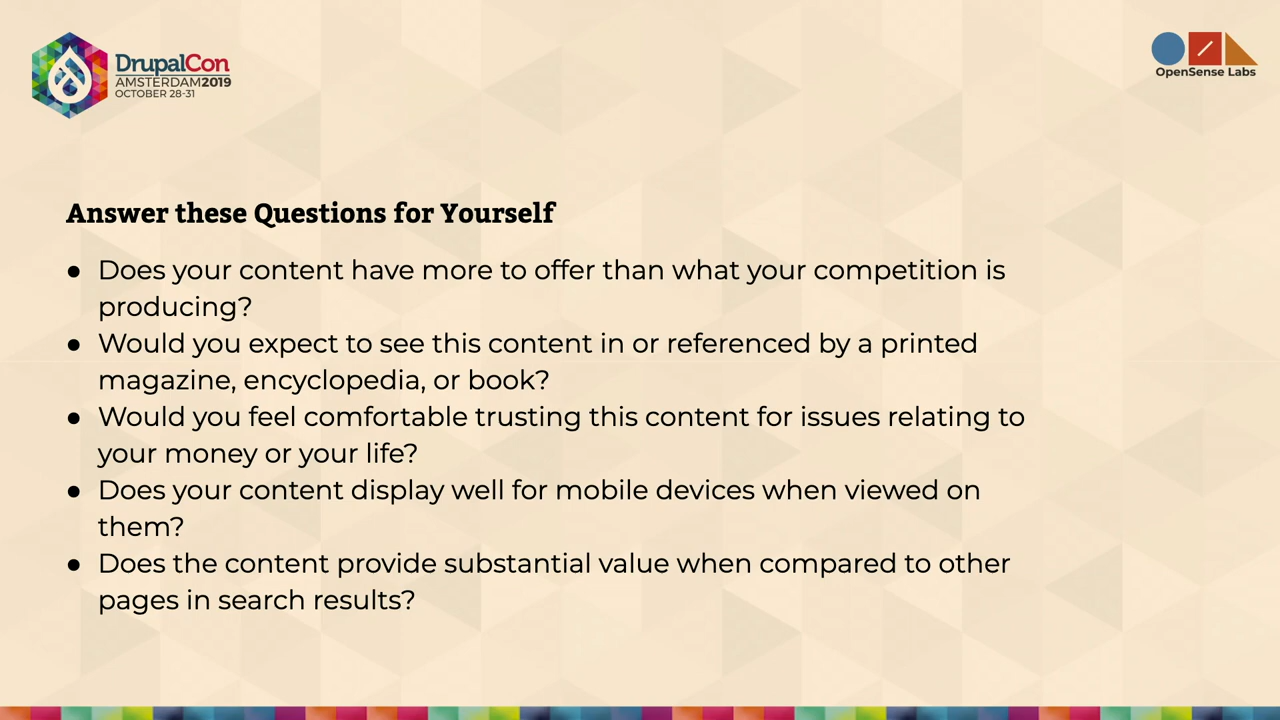 DrupalCon
AMSTERDAM2019
OCTOBER 28-31
OpenSense Labs
Answer these Questions for Yourself
● Does your content have more to offer than what your competition is
producing?
● Would you expect to see this content in or referenced by a printed
magazine, encyclopedia, or book?
● Would you feel comfortable trusting this content for issues relating to
your money or your life?
● Does your content display well for mobile devices when viewed on
them?
● Does the content provide substantial value when compared to other
pages in search results?